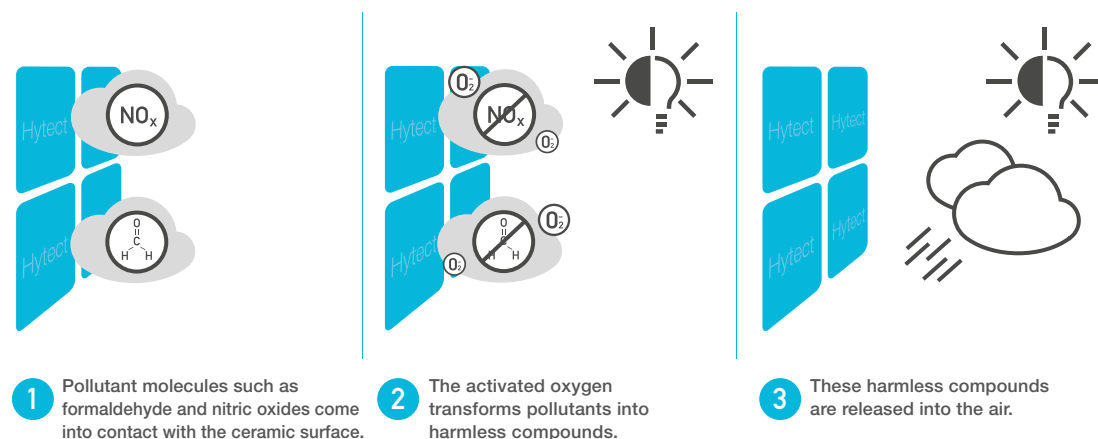 Hytect
NOx
Hytect
O
C
H H
Hytect
O₂⁻
NOx
O₂⁻
Hytect
O
C
H H
O₂⁻
O₂⁻
Hytect
Hytect
Hytect
Hytect
1
Pollutant molecules such as
formaldehyde and nitric oxides come
into contact with the ceramic surface.
2
The activated oxygen
transforms pollutants into
harmless compounds.
3
These harmless compounds
are released into the air.